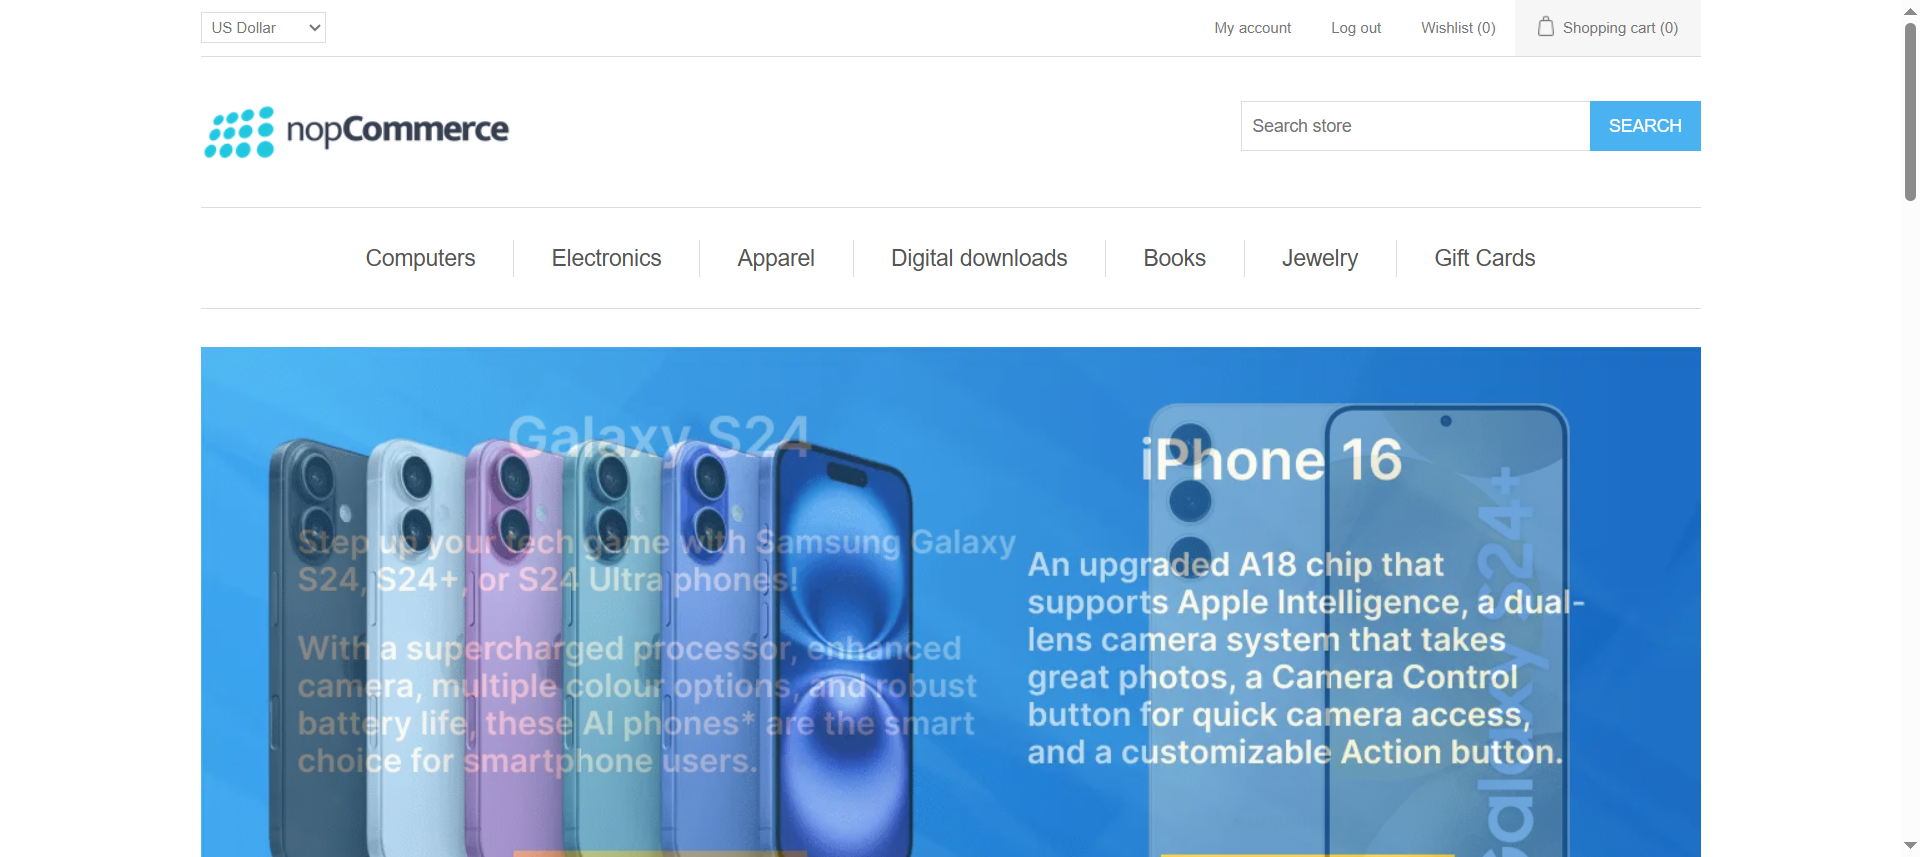 US Dollar
My account
Log out
Wishlist (0)
Shopping cart (0)
nopCommerce
Search store
SEARCH
Computers
Electronics
Apparel
Digital downloads
Books
Jewelry
Gift Cards
Galaxy S24
Step up your tech game with Samsung Galaxy
S24, S24+, or S24 Ultra phones!
With a supercharged processor, enhanced
camera, multiple colour options, and robust
battery life, these AI phones* are the smart
choice for smartphone users.
iPhone 16
An upgraded A18 chip that
supports Apple Intelligence, a dual-
lens camera system that takes
great photos, a Camera Control
button for quick camera access,
and a customizable Action button.
Galaxy S24+